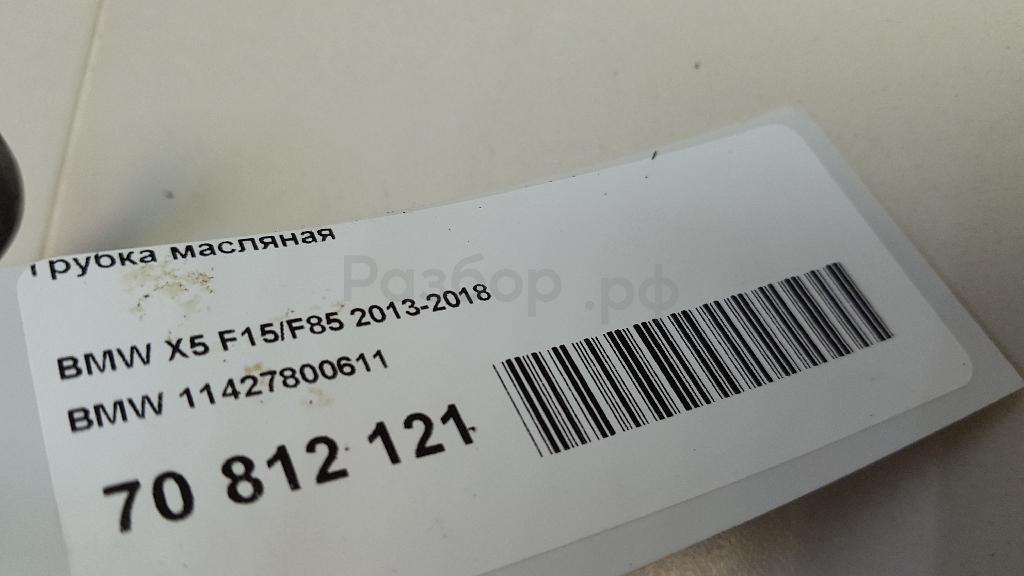 Трубка масляная
Разбор.рф
BMW X5 F15/F85 2013-2018
BMW 11427800611
70 812 121